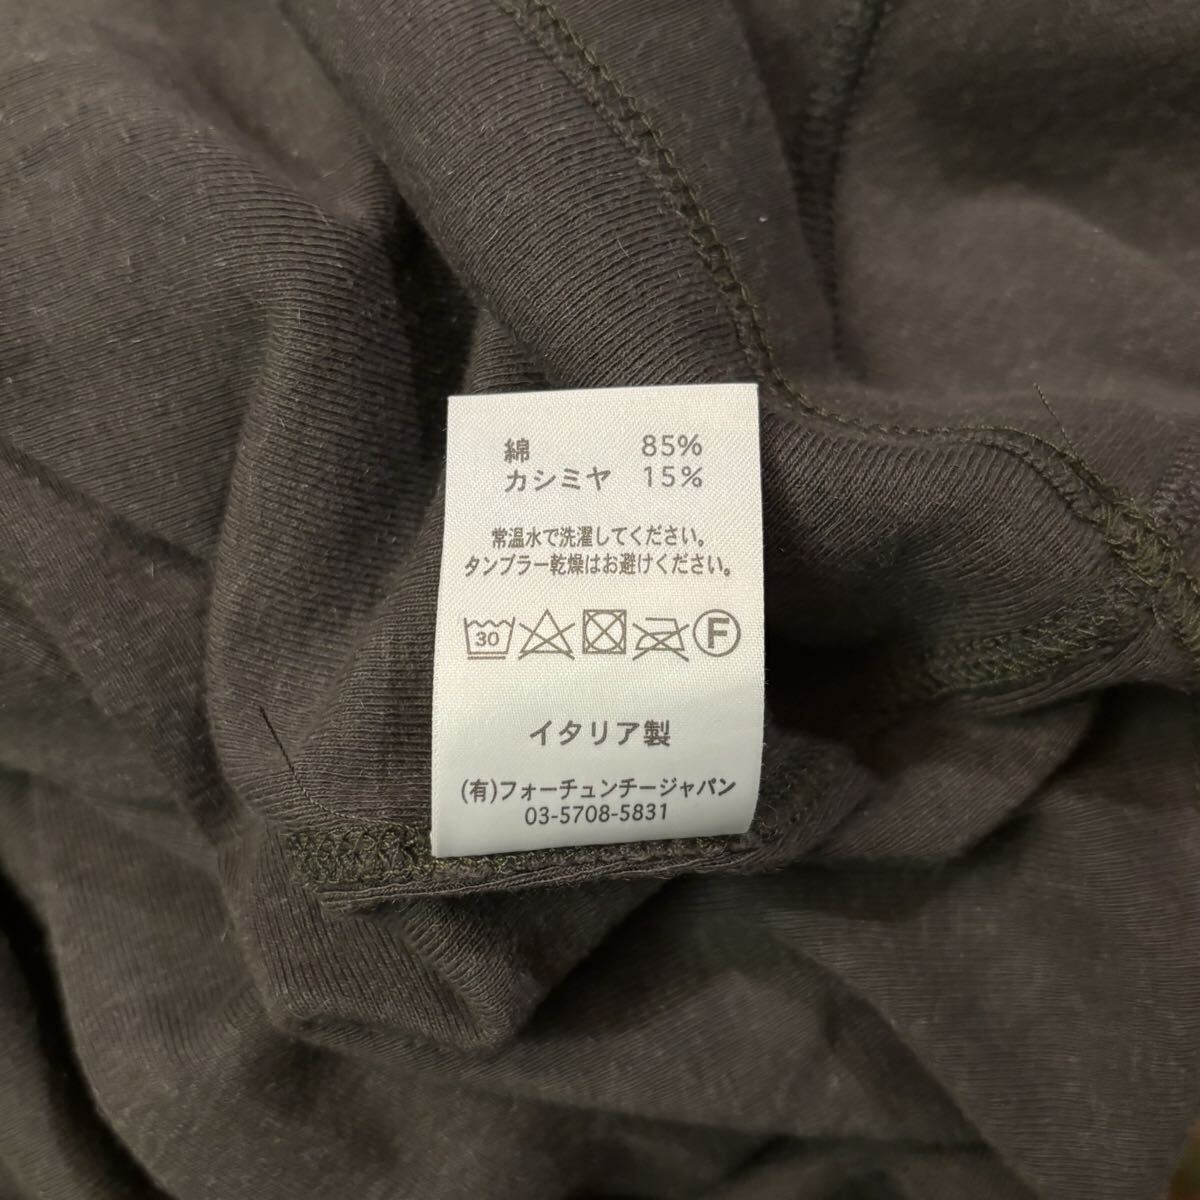 綿 85%
カシミヤ 15%
常温水で洗濯してください。
タンブラー乾燥はお避けください。
30 F
イタリア製
(有)フォーチュンチージャパン
03-5708-5831